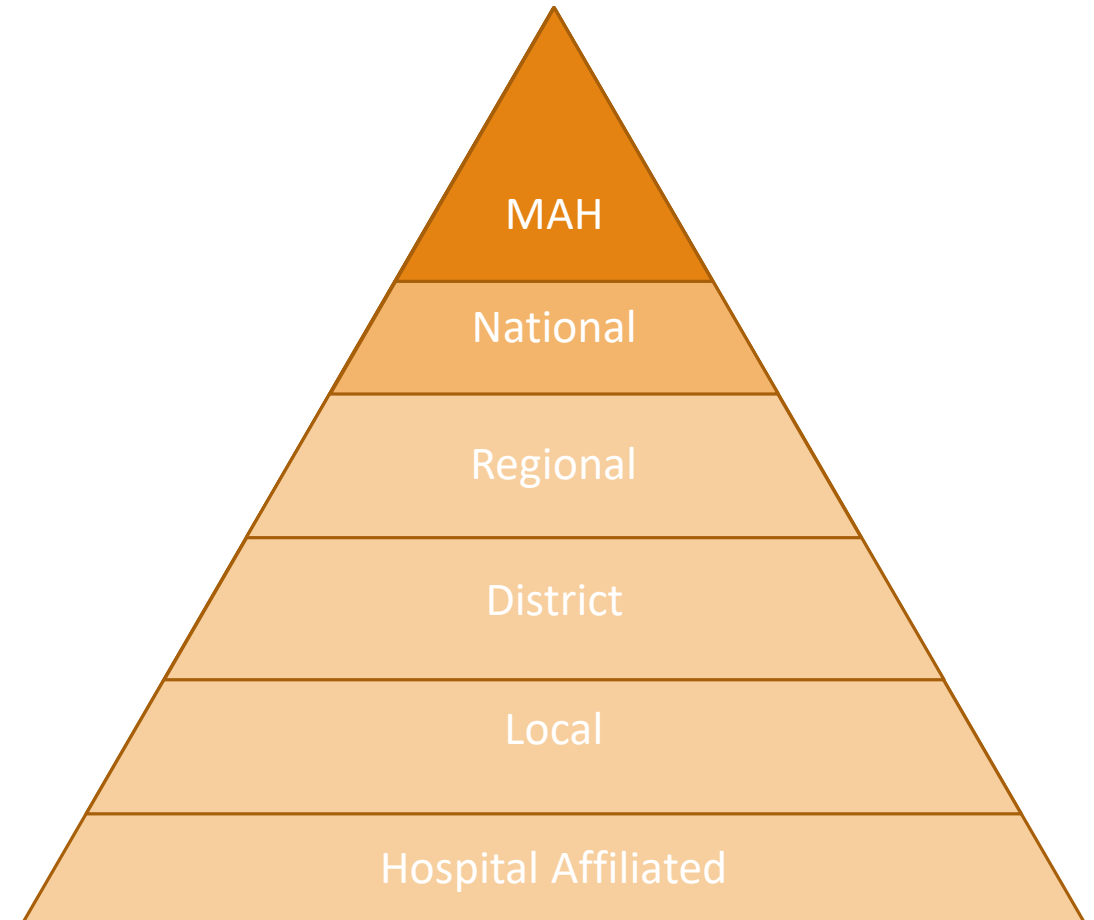 MAH
National
Regional
District
Local
Hospital Affiliated